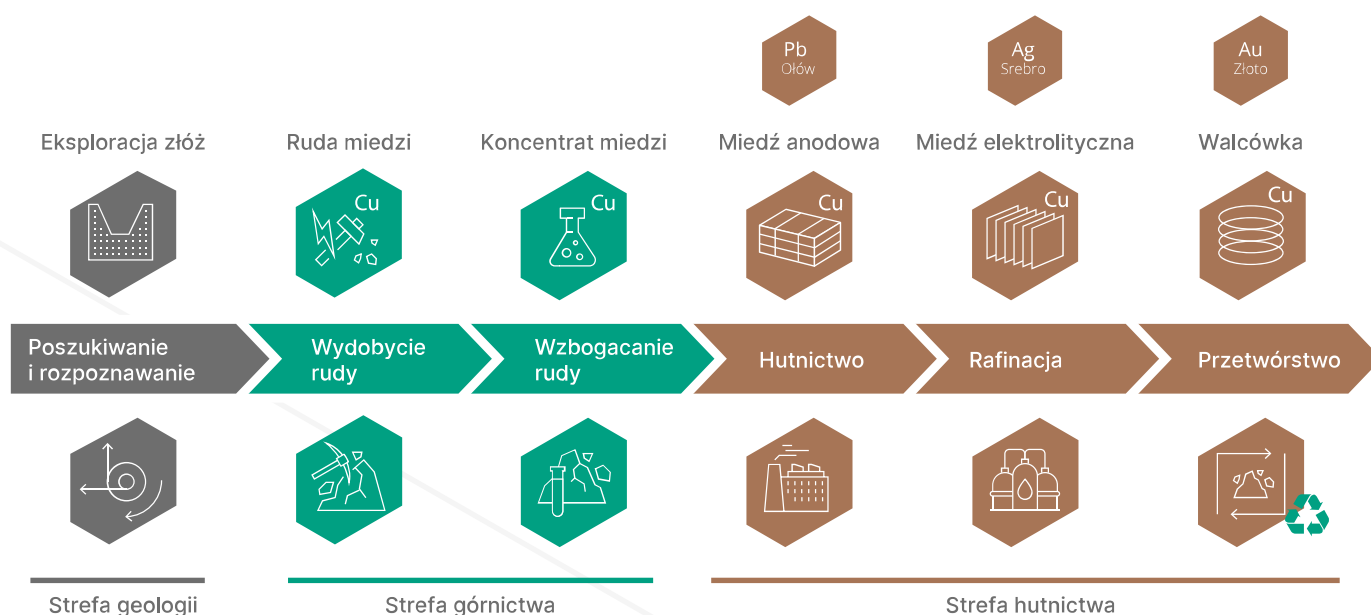 Pb
Ołów
Ag
Srebro
Au
Złoto
Eksploracja złóż
Ruda miedzi
Koncentrat miedzi
Miedź anodowa
Miedź elektrolityczna
Walcówka
Cu
Cu
Cu
Cu
Cu
Poszukiwanie
i rozpoznawanie
Wydobycie
rudy
Wzbogacanie
rudy
Hutnictwo
Rafinacja
Przetwórstwo
Strefa geologii
Strefa górnictwa
Strefa hutnictwa